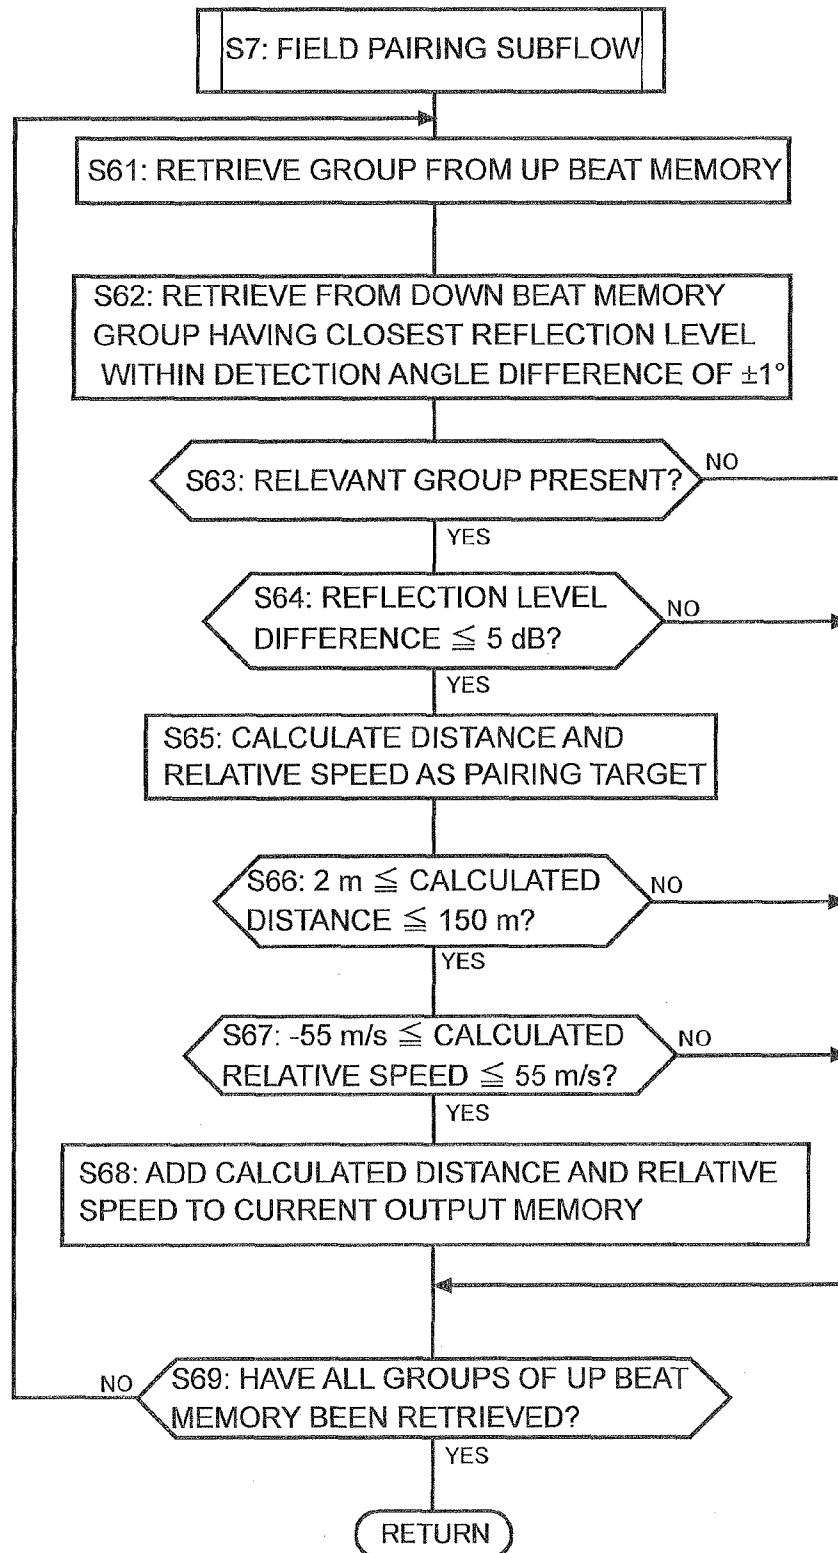 S7: FIELD PAIRING SUBFLOW
S61: RETRIEVE GROUP FROM UP BEAT MEMORY
S62: RETRIEVE FROM DOWN BEAT MEMORY
GROUP HAVING CLOSEST REFLECTION LEVEL
WITHIN DETECTION ANGLE DIFFERENCE OF ±1°
S63: RELEVANT GROUP PRESENT?
NO
YES
S64: REFLECTION LEVEL
DIFFERENCE ≦ 5 dB?
NO
YES
S65: CALCULATE DISTANCE AND
RELATIVE SPEED AS PAIRING TARGET
S66: 2 m ≦ CALCULATED
DISTANCE ≦ 150 m?
NO
YES
S67: -55 m/s ≦ CALCULATED
RELATIVE SPEED ≦ 55 m/s?
NO
YES
S68: ADD CALCULATED DISTANCE AND RELATIVE
SPEED TO CURRENT OUTPUT MEMORY
NO
S69: HAVE ALL GROUPS OF UP BEAT
MEMORY BEEN RETRIEVED?
YES
RETURN